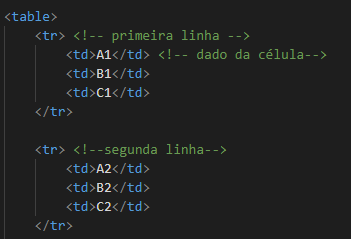 <table>
<tr> <!-- primeira linha -->
<td>A1</td> <!-- dado da célula-->
<td>B1</td>
<td>C1</td>
</tr>
<tr> <!--segunda linha-->
<td>A2</td>
<td>B2</td>
<td>C2</td>
</tr>